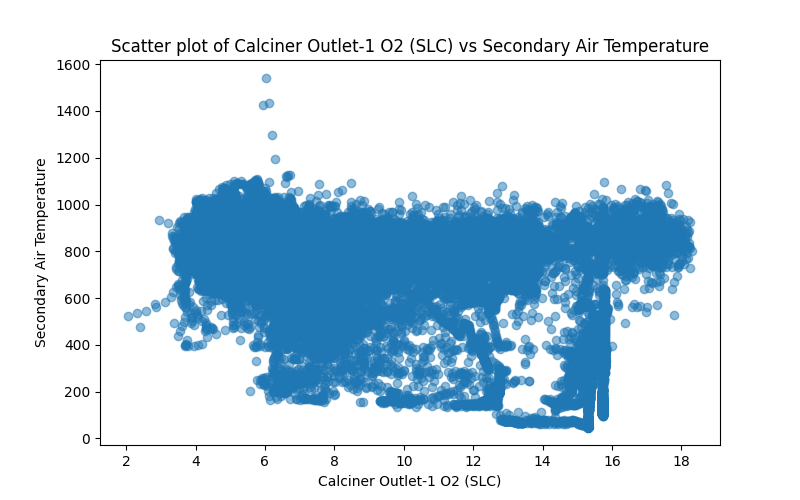 Scatter plot of Calciner Outlet-1 O2 (SLC) vs Secondary Air Temperature
1600
1400
1200
1000
800
600
400
200
0
Secondary Air Temperature
2 4 6 8 10 12 14 16 18
Calciner Outlet-1 O2 (SLC)